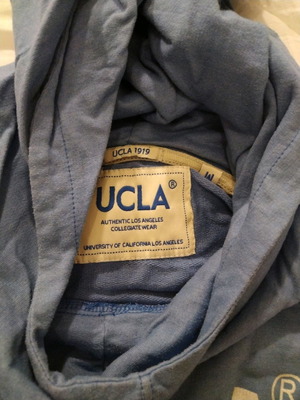 UCLA 1919
M
UCLA®
AUTHENTIC LOS ANGELES
COLLEGIATE WEAR
UNIVERSITY OF CALIFORNIA LOS ANGELES
A®